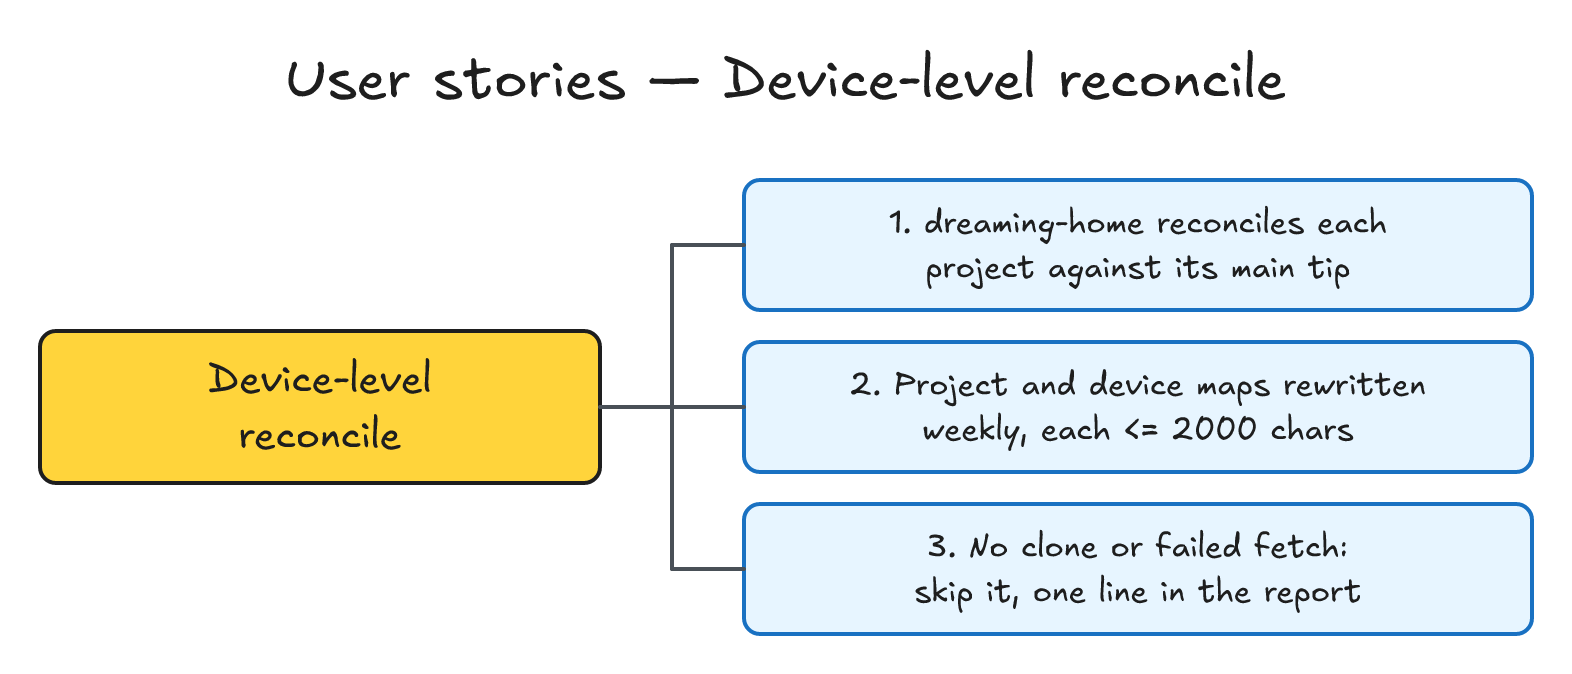 User stories — Device-level reconcile
1. dreaming-home reconciles each
project against its main tip
Device-level
reconcile
2. Project and device maps rewritten
weekly, each <= 2000 chars
3. No clone or failed fetch:
skip it, one line in the report